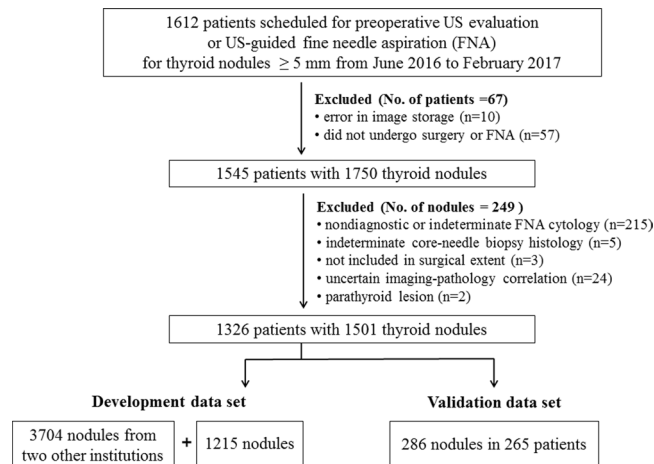 1612 patients scheduled for preoperative US evaluation
or US-guided fine needle aspiration (FNA)
for thyroid nodules ≥ 5 mm from June 2016 to February 2017
Excluded (No. of patients =67)
• error in image storage (n=10)
• did not undergo surgery or FNA (n=57)
1545 patients with 1750 thyroid nodules
Excluded (No. of nodules = 249 )
• nondiagnostic or indeterminate FNA cytology (n=215)
• indeterminate core-needle biopsy histology (n=5)
• not included in surgical extent (n=3)
• uncertain imaging-pathology correlation (n=24)
• parathyroid lesion (n=2)
1326 patients with 1501 thyroid nodules
Development data set
3704 nodules from
two other institutions
+
1215 nodules
Validation data set
286 nodules in 265 patients